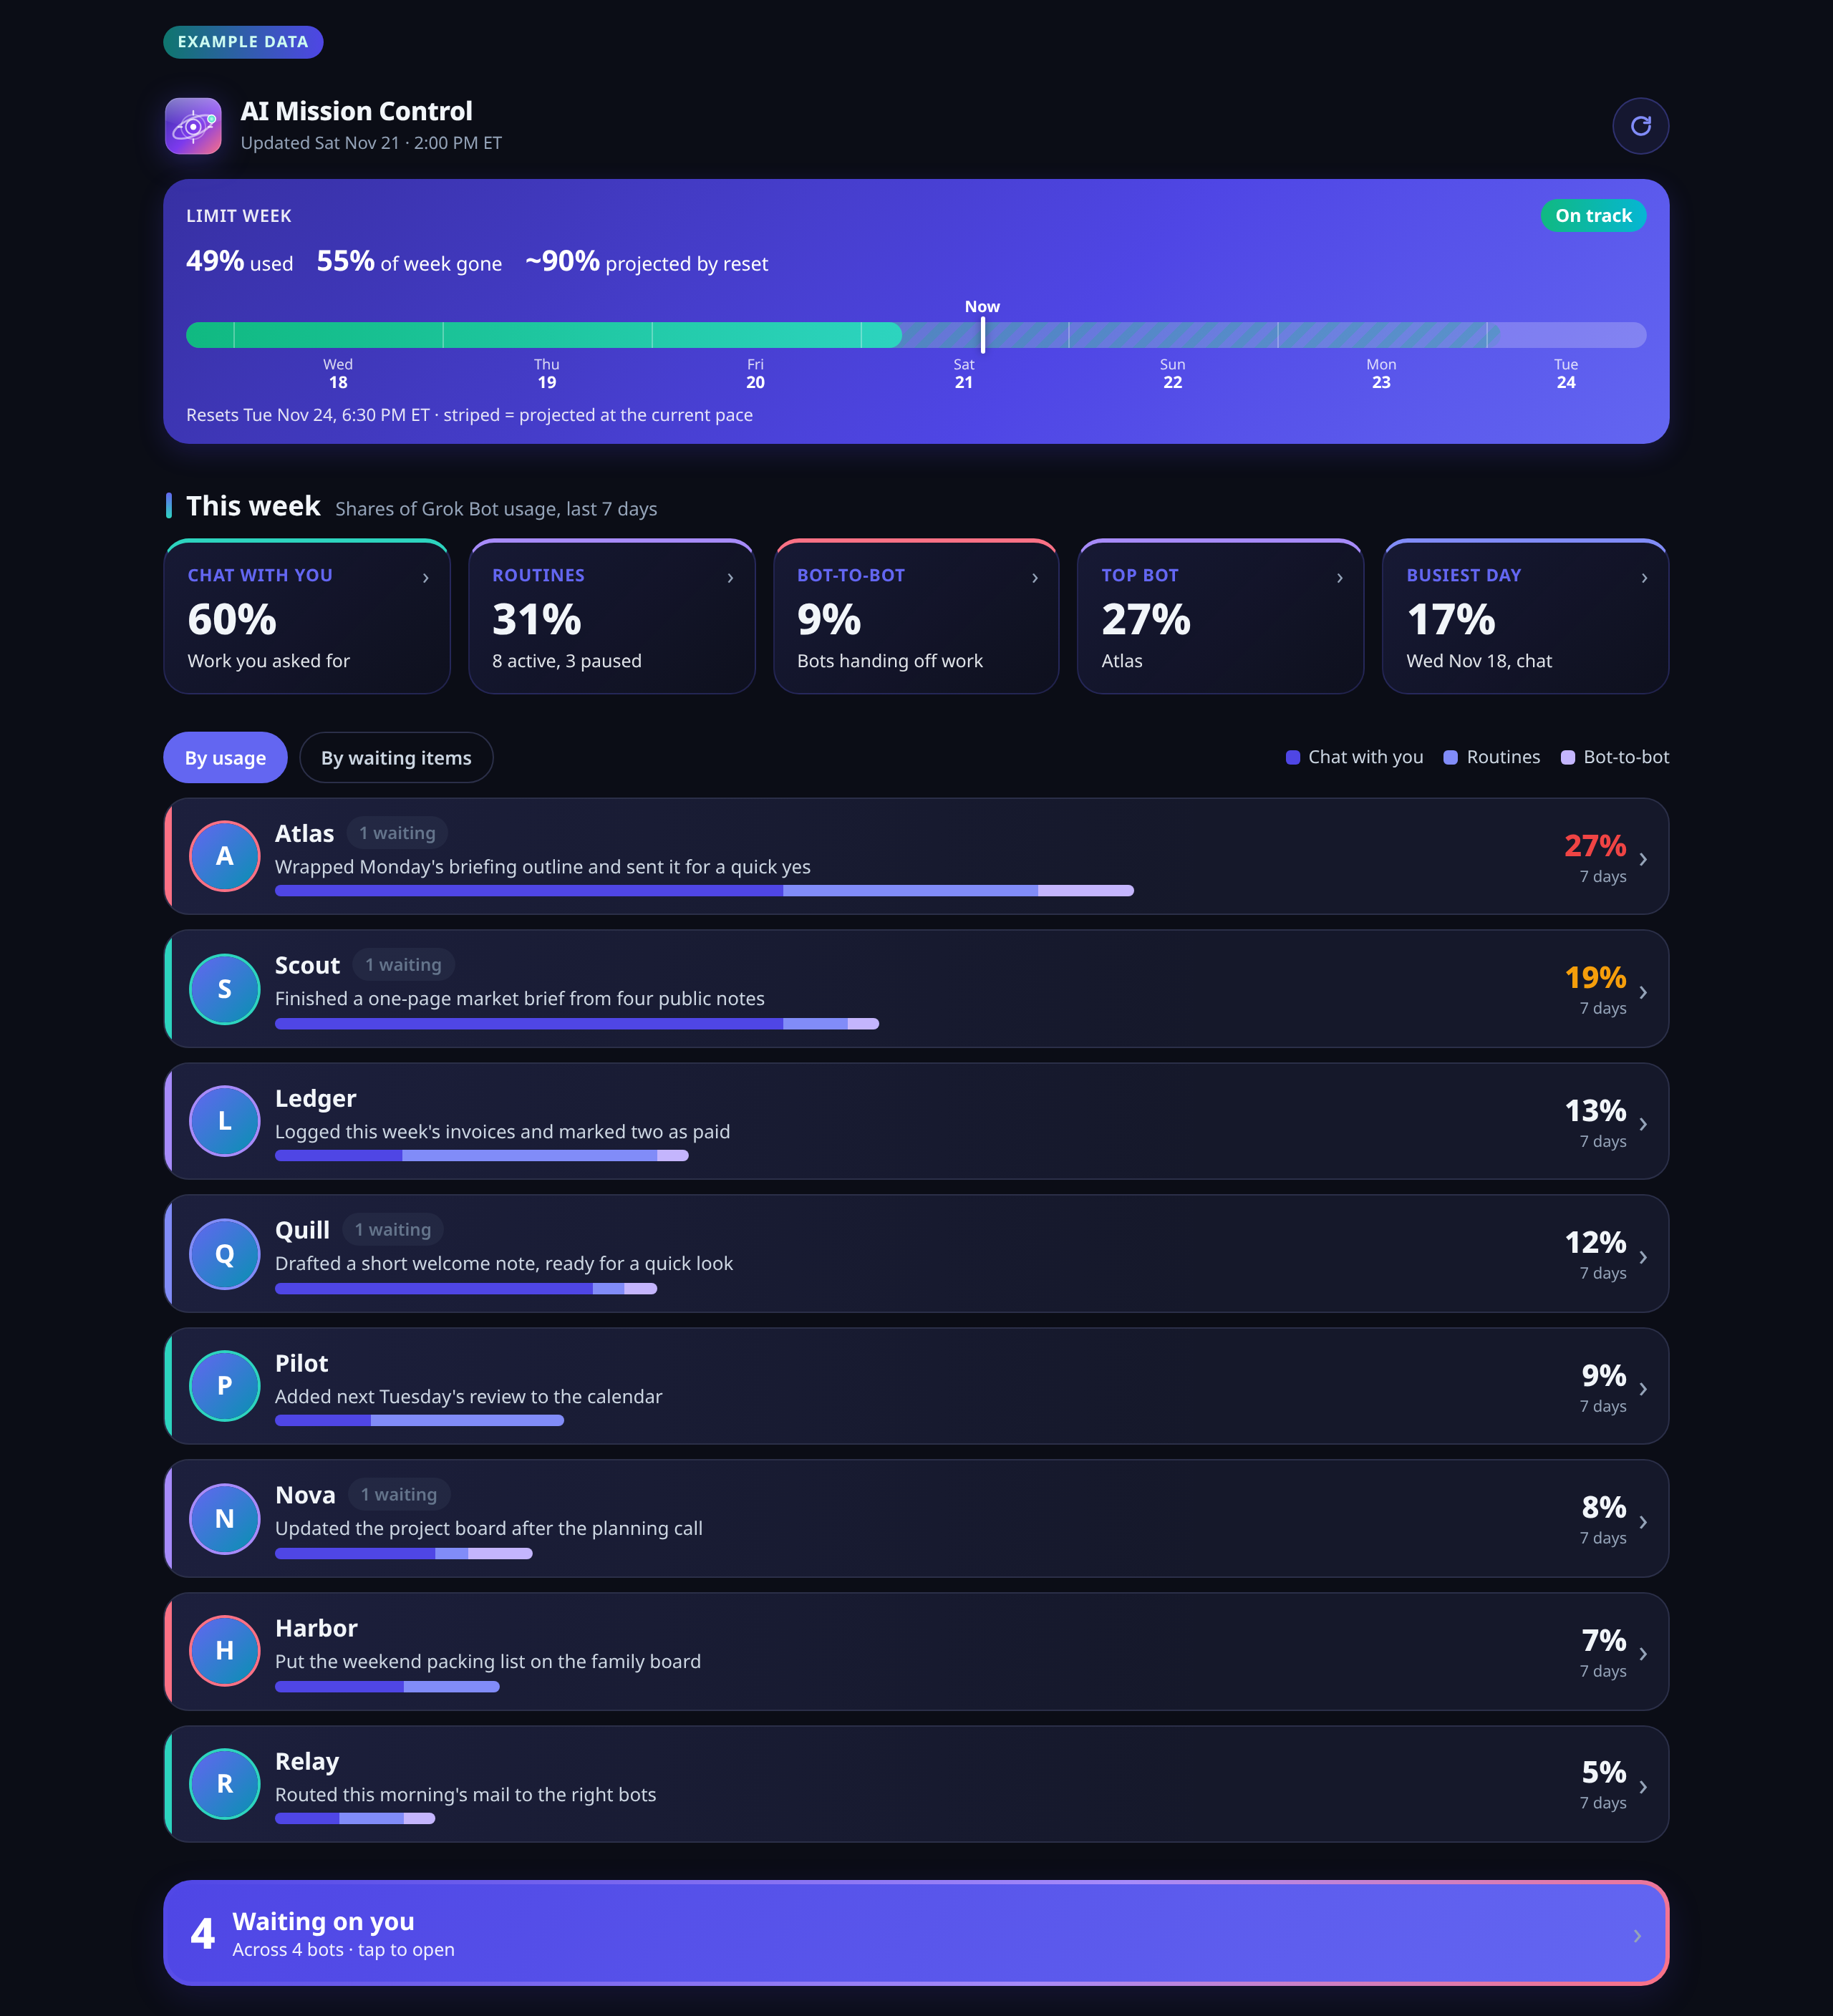 EXAMPLE DATA
AI Mission Control
Updated Sat Nov 21 · 2:00 PM ET
LIMIT WEEK
On track
49% used 55% of week gone ~90% projected by reset
Now
Wed Thu Fri Sat Sun Mon Tue
18 19 20 21 22 23 24
Resets Tue Nov 24, 6:30 PM ET · striped = projected at the current pace
This week Shares of Grok Bot usage, last 7 days
CHAT WITH YOU ›
60%
Work you asked for
ROUTINES ›
31%
8 active, 3 paused
BOT-TO-BOT ›
9%
Bots handing off work
TOP BOT ›
27%
Atlas
BUSIEST DAY ›
17%
Wed Nov 18, chat
By usage By waiting items
Chat with you Routines Bot-to-bot
A
Atlas 1 waiting
Wrapped Monday's briefing outline and sent it for a quick yes
27% ›
7 days
S
Scout 1 waiting
Finished a one-page market brief from four public notes
19% ›
7 days
L
Ledger
Logged this week's invoices and marked two as paid
13% ›
7 days
Q
Quill 1 waiting
Drafted a short welcome note, ready for a quick look
12% ›
7 days
P
Pilot
Added next Tuesday's review to the calendar
9% ›
7 days
N
Nova 1 waiting
Updated the project board after the planning call
8% ›
7 days
H
Harbor
Put the weekend packing list on the family board
7% ›
7 days
R
Relay
Routed this morning's mail to the right bots
5% ›
7 days
4
Waiting on you
Across 4 bots · tap to open
›